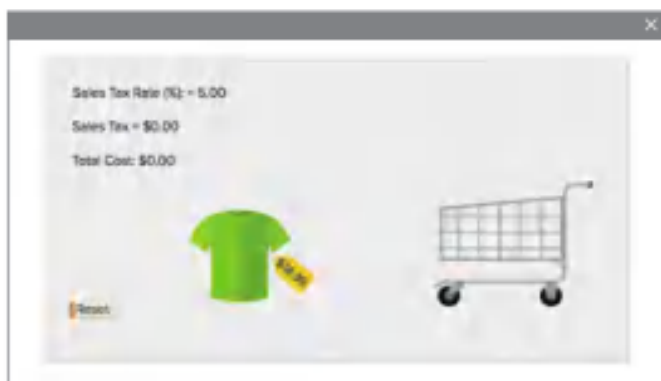 Sales Tax Rate (%): = 5.00
Sales Tax = $0.00
Total Cost: $0.00
Reset